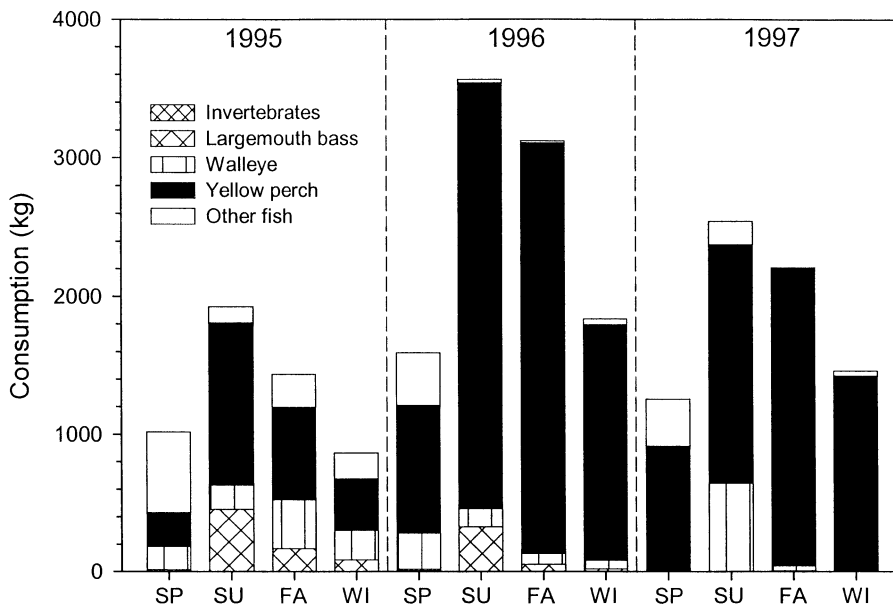 4000
1995
1996
1997
Invertebrates
Largemouth bass
Walleye
Yellow perch
Other fish
3000
2000
1000
0
Consumption (kg)
SP SU FA WI SP SU FA WI SP SU FA WI